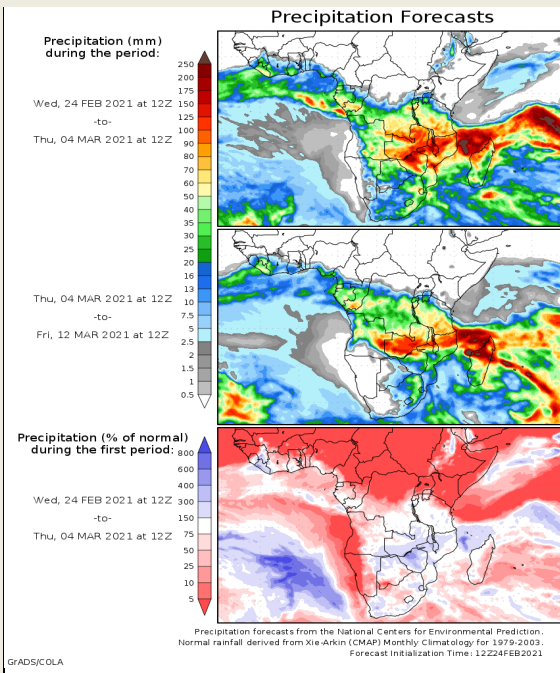 Precipitation Forecasts
Precipitation (mm)
during the period:
250
200
175
150
125
100
90
80
70
60
50
40
35
30
25
20
16
13
10
7.5
5
2.5
2
1.5
1
0.5
Wed, 24 FEB 2021 at 12Z
-to-
Thu, 04 MAR 2021 at 12Z
Thu, 04 MAR 2021 at 12Z
-to-
Fri, 12 MAR 2021 at 12Z
Precipitation (% of normal)
during the first period:
800
600
400
300
150
75
50
25
10
5
Wed, 24 FEB 2021 at 12Z
-to-
Thu, 04 MAR 2021 at 12Z
Precipitation forecasts from the National Centers for Environmental Prediction.
Normal rainfall derived from Xie-Arkin (CMAP) Monthly Climatology for 1979-2003.
Forecast Initialization Time: 12Z24FEB2021
GrADS/COLA